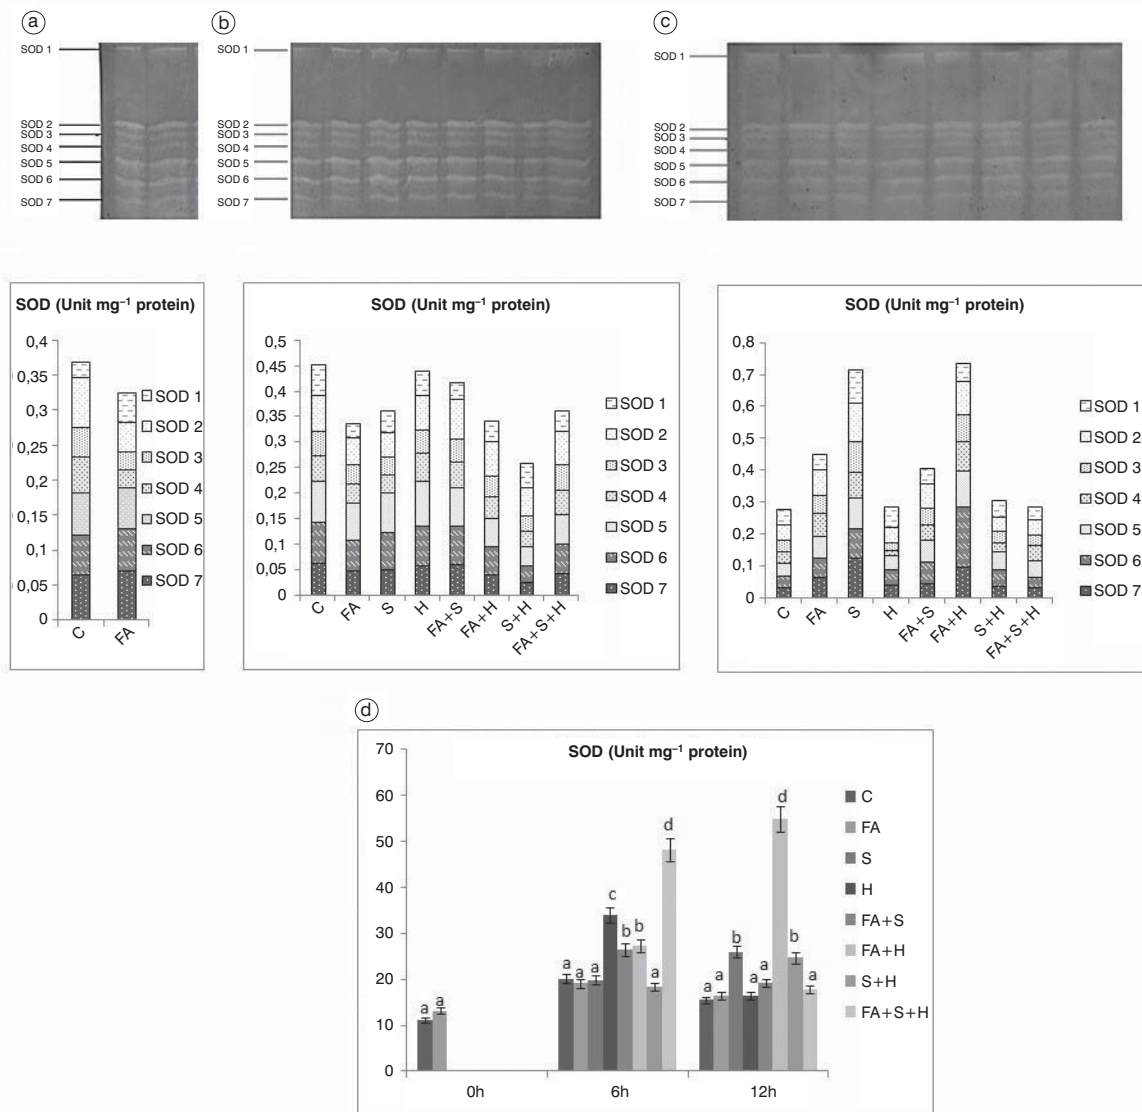 a
SOD 1
SOD 2
SOD 3
SOD 4
SOD 5
SOD 6
SOD 7
b
SOD 1
SOD 2
SOD 3
SOD 4
SOD 5
SOD 6
SOD 7
c
SOD 1
SOD 2
SOD 3
SOD 4
SOD 5
SOD 6
SOD 7
SOD (Unit mg⁻¹ protein)
0,4
0,35
0,3
0,25
0,2
0,15
0,1
0,05
0
C
FA
SOD 1
SOD 2
SOD 3
SOD 4
SOD 5
SOD 6
SOD 7
SOD (Unit mg⁻¹ protein)
0,5
0,45
0,4
0,35
0,3
0,25
0,2
0,15
0,1
0,05
0
C
FA
S
H
FA+S
FA+H
S+H
FA+S+H
SOD 1
SOD 2
SOD 3
SOD 4
SOD 5
SOD 6
SOD 7
SOD (Unit mg⁻¹ protein)
0,8
0,7
0,6
0,5
0,4
0,3
0,2
0,1
0
C
FA
S
H
FA+S
FA+H
S+H
FA+S+H
SOD 1
SOD 2
SOD 3
SOD 4
SOD 5
SOD 6
SOD 7
d
SOD (Unit mg⁻¹ protein)
70
60
50
40
30
20
10
0
a a
a a a c b b a d
a a b a a d b a
0h 6h 12h
C
FA
S
H
FA+S
FA+H
S+H
FA+S+H